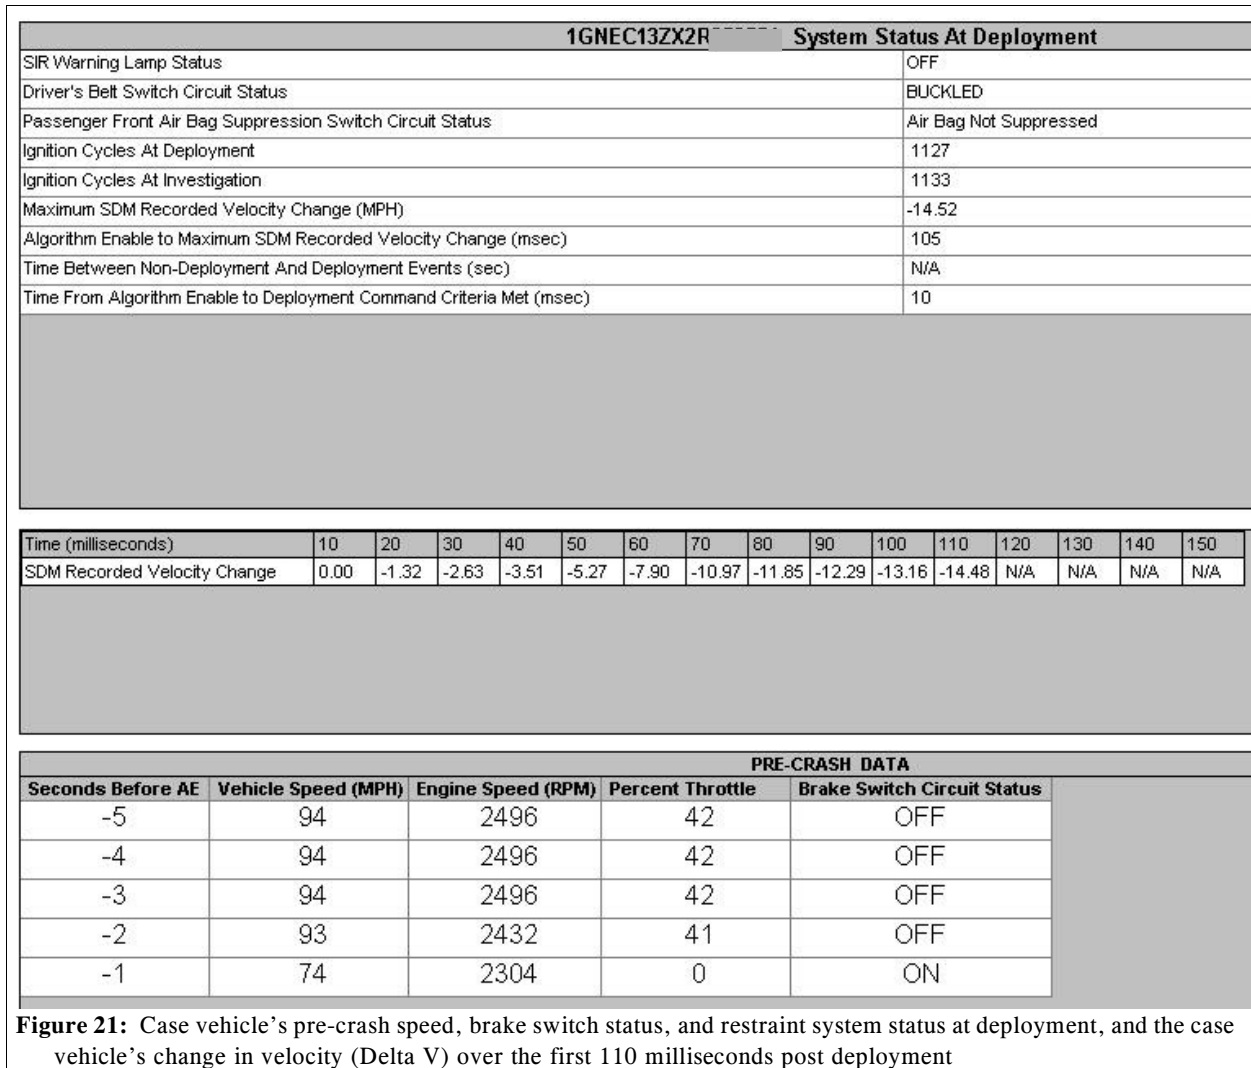 1GNEC13ZX2R System Status At Deployment
SIR Warning Lamp Status OFF
Driver's Belt Switch Circuit Status BUCKLED
Passenger Front Air Bag Suppression Switch Circuit Status Air Bag Not Suppressed
Ignition Cycles At Deployment 1127
Ignition Cycles At Investigation 1133
Maximum SDM Recorded Velocity Change (MPH) -14.52
Algorithm Enable to Maximum SDM Recorded Velocity Change (msec) 105
Time Between Non-Deployment And Deployment Events (sec) N/A
Time From Algorithm Enable to Deployment Command Criteria Met (msec) 10
Time (milliseconds) 10 20 30 40 50 60 70 80 90 100 110 120 130 140 150
SDM Recorded Velocity Change 0.00 -1.32 -2.63 -3.51 -5.27 -7.90 -10.97 -11.85 -12.29 -13.16 -14.48 N/A N/A N/A N/A
PRE-CRASH DATA
Seconds Before AE Vehicle Speed (MPH) Engine Speed (RPM) Percent Throttle Brake Switch Circuit Status
-5 94 2496 42 OFF
-4 94 2496 42 OFF
-3 94 2496 42 OFF
-2 93 2432 41 OFF
-1 74 2304 0 ON
Figure 21: Case vehicle's pre-crash speed, brake switch status, and restraint system status at deployment, and the case
vehicle's change in velocity (Delta V) over the first 110 milliseconds post deployment